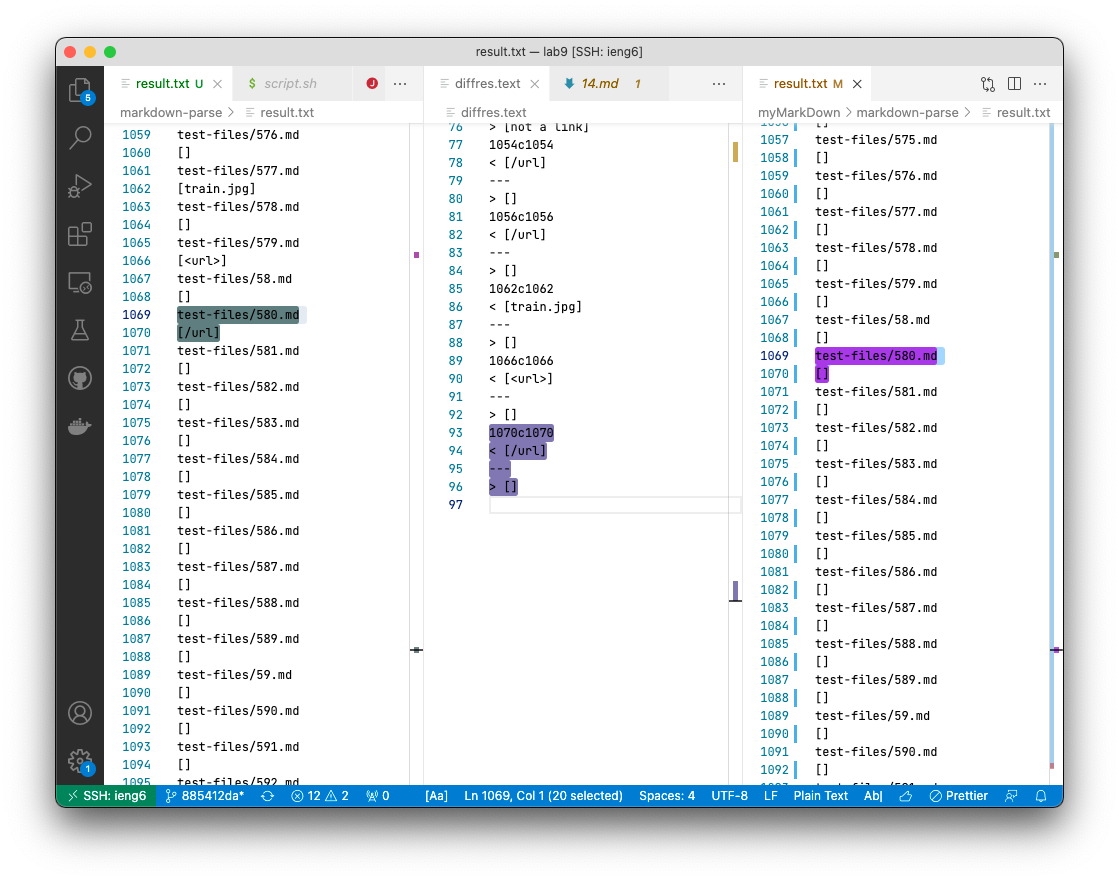 result.txt — lab9 [SSH: ieng6]
result.txt U
script.sh
J
diffres.text
14.md 1
result.txt M
markdown-parse > result.txt
diffres.text
myMarkDown > markdown-parse > result.txt
5
1
1059 test-files/576.md
1060 []
1061 test-files/577.md
1062 [train.jpg]
1063 test-files/578.md
1064 []
1065 test-files/579.md
1066 [<url>]
1067 test-files/58.md
1068 []
1069 test-files/580.md
1070 [/url]
1071 test-files/581.md
1072 []
1073 test-files/582.md
1074 []
1075 test-files/583.md
1076 []
1077 test-files/584.md
1078 []
1079 test-files/585.md
1080 []
1081 test-files/586.md
1082 []
1083 test-files/587.md
1084 []
1085 test-files/588.md
1086 []
1087 test-files/589.md
1088 []
1089 test-files/59.md
1090 []
1091 test-files/590.md
1092 []
1093 test-files/591.md
1094 []
1095 test-files/592.md
76 > [not a link]
77 1054c1054
78 < [/url]
79 ---
80 > []
81 1056c1056
82 < [/url]
83 ---
84 > []
85 1062c1062
86 < [train.jpg]
87 ---
88 > []
89 1066c1066
90 < [<url>]
91 ---
92 > []
93 1070c1070
94 < [/url]
95 ---
96 > []
97
1056 []
1057 test-files/575.md
1058 []
1059 test-files/576.md
1060 []
1061 test-files/577.md
1062 []
1063 test-files/578.md
1064 []
1065 test-files/579.md
1066 []
1067 test-files/58.md
1068 []
1069 test-files/580.md
1070 []
1071 test-files/581.md
1072 []
1073 test-files/582.md
1074 []
1075 test-files/583.md
1076 []
1077 test-files/584.md
1078 []
1079 test-files/585.md
1080 []
1081 test-files/586.md
1082 []
1083 test-files/587.md
1084 []
1085 test-files/588.md
1086 []
1087 test-files/589.md
1088 []
1089 test-files/59.md
1090 []
1091 test-files/590.md
1092 []
SSH: ieng6 885412da* 12 2 0 [Aa] Ln 1069, Col 1 (20 selected) Spaces: 4 UTF-8 LF Plain Text Ab| Prettier